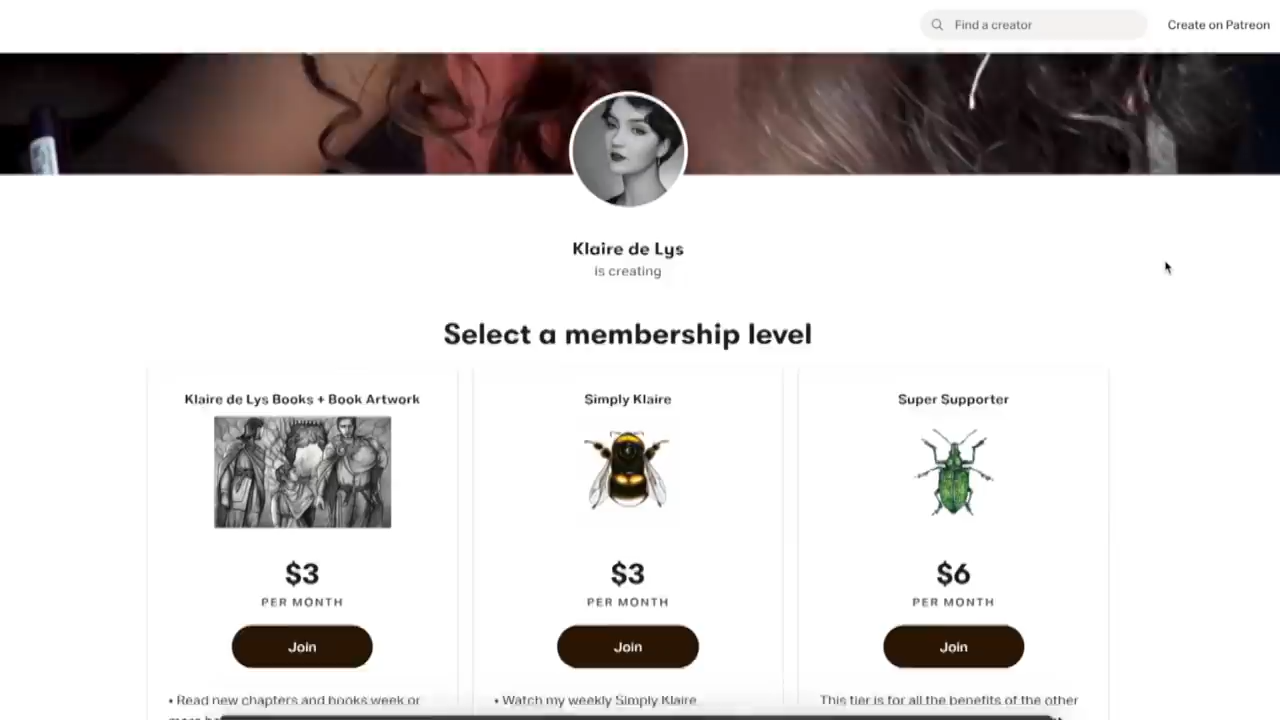 Find a creator
Create on Patreon
Klaire de Lys
is creating
Select a membership level
Klaire de Lys Books + Book Artwork
Simply Klaire
Super Supporter
$3
$3
$6
PER MONTH
PER MONTH
PER MONTH
Join
Join
Join
• Read new chapters and books week or
• Watch my weekly Simply Klaire
This tier is for all the benefits of the other